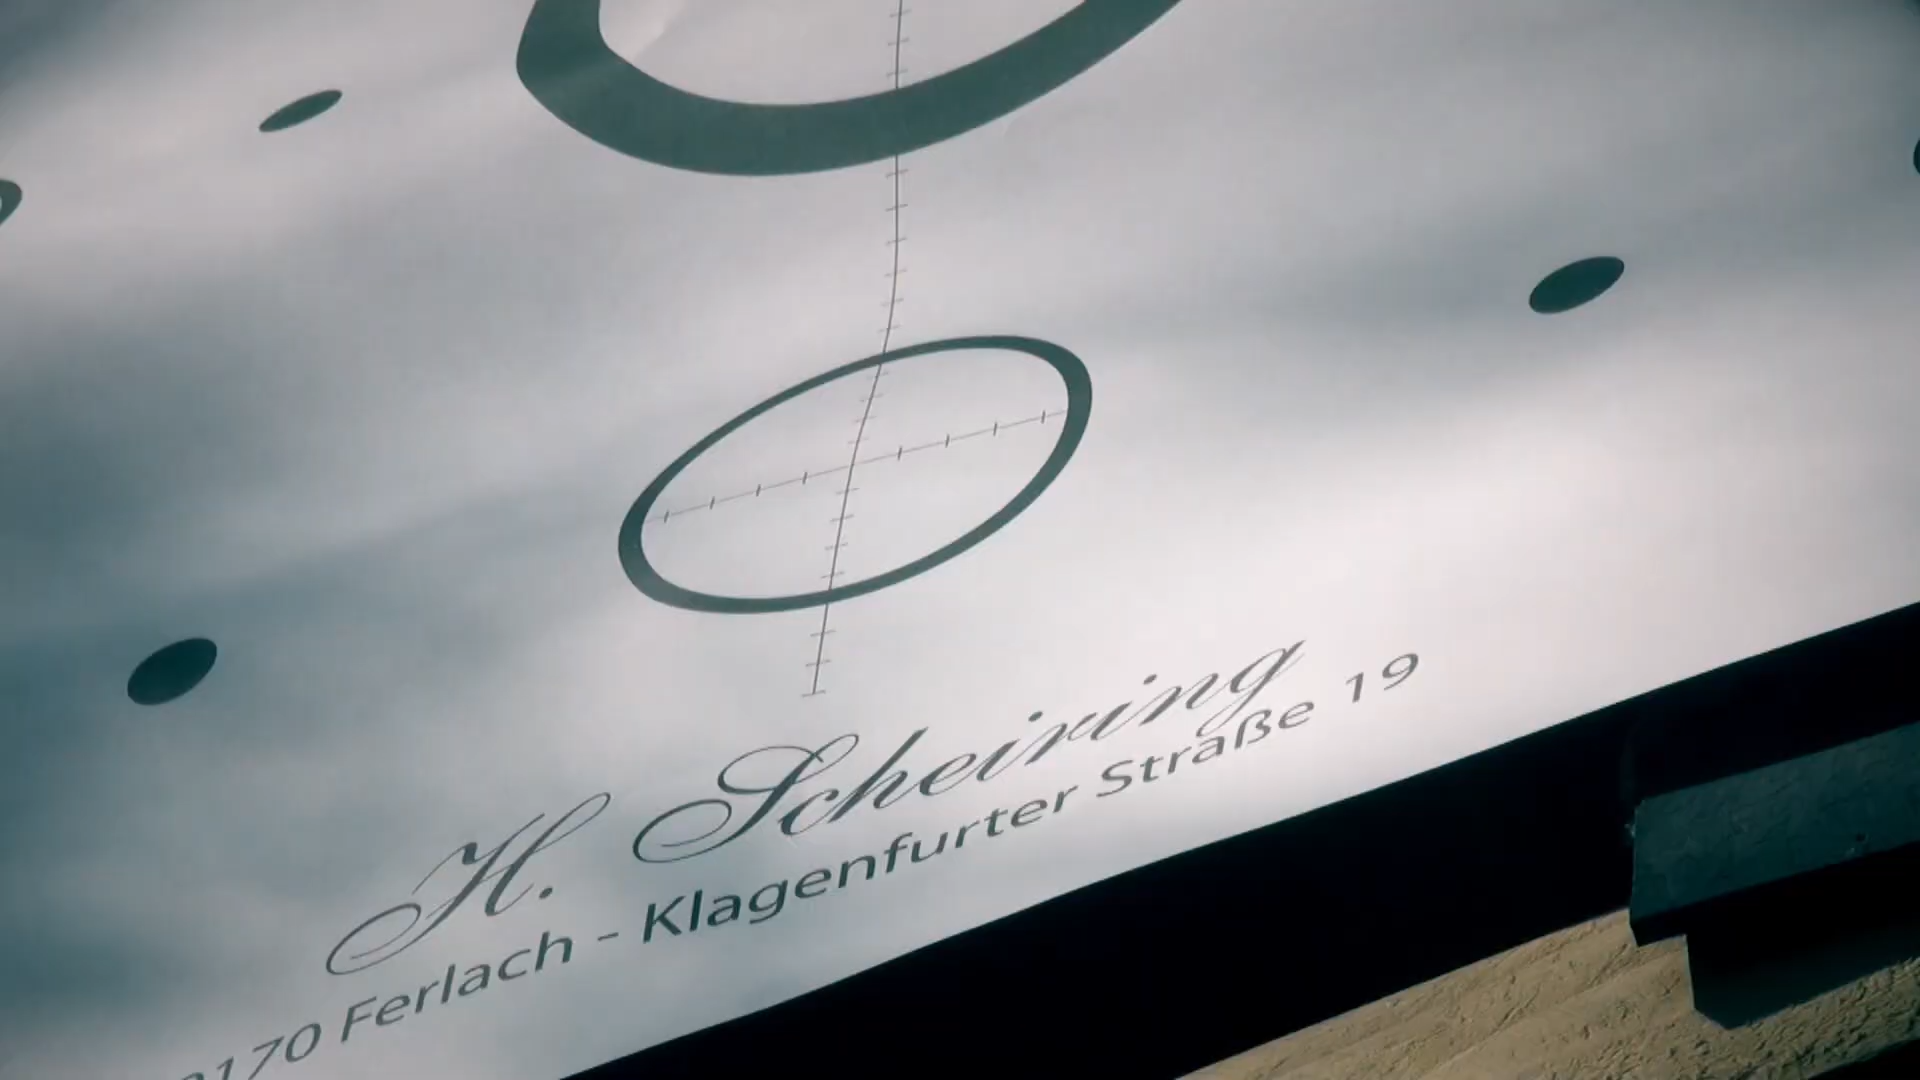 H. Scheiring
170 Ferlach - Klagenfurter Straße 19